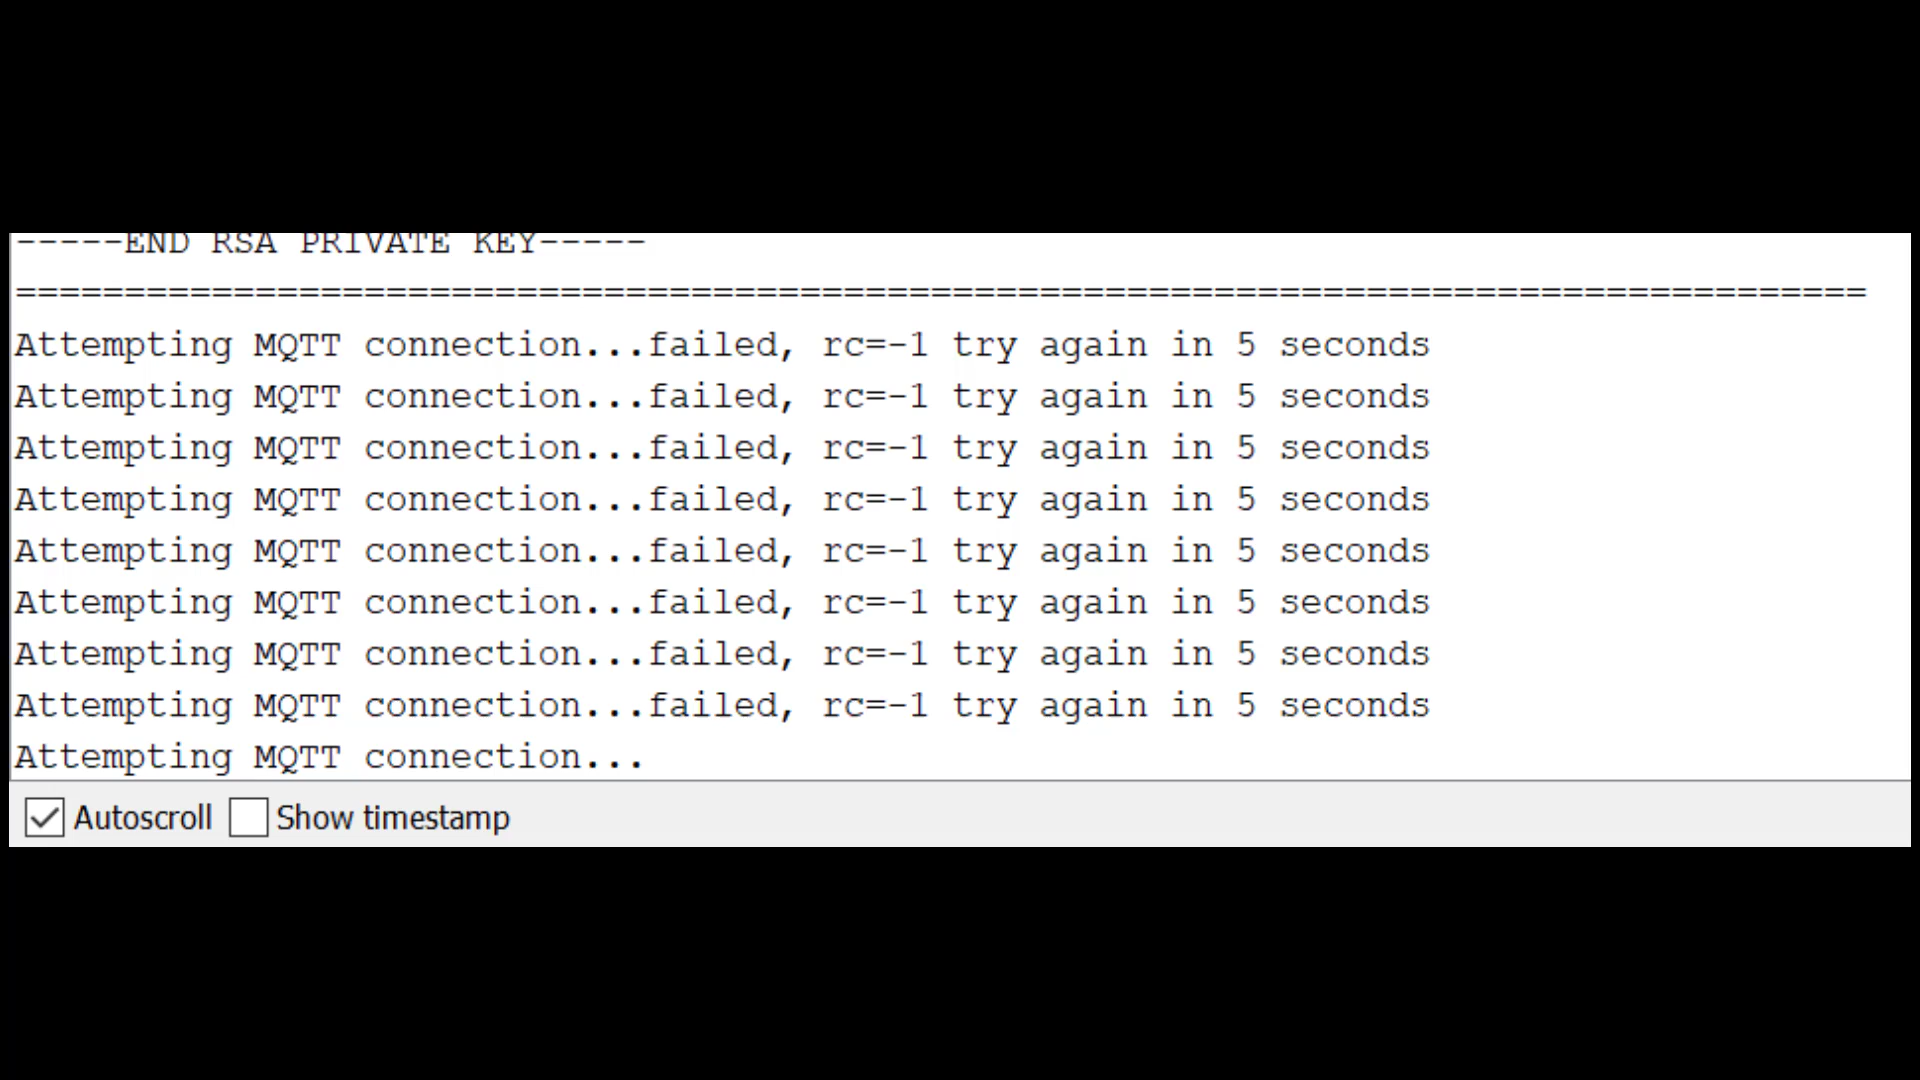 -----END RSA PRIVATE KEY-----
=====================================================================================
Attempting MQTT connection...failed, rc=-1 try again in 5 seconds
Attempting MQTT connection...failed, rc=-1 try again in 5 seconds
Attempting MQTT connection...failed, rc=-1 try again in 5 seconds
Attempting MQTT connection...failed, rc=-1 try again in 5 seconds
Attempting MQTT connection...failed, rc=-1 try again in 5 seconds
Attempting MQTT connection...failed, rc=-1 try again in 5 seconds
Attempting MQTT connection...failed, rc=-1 try again in 5 seconds
Attempting MQTT connection...failed, rc=-1 try again in 5 seconds
Attempting MQTT connection...
Autoscroll Show timestamp